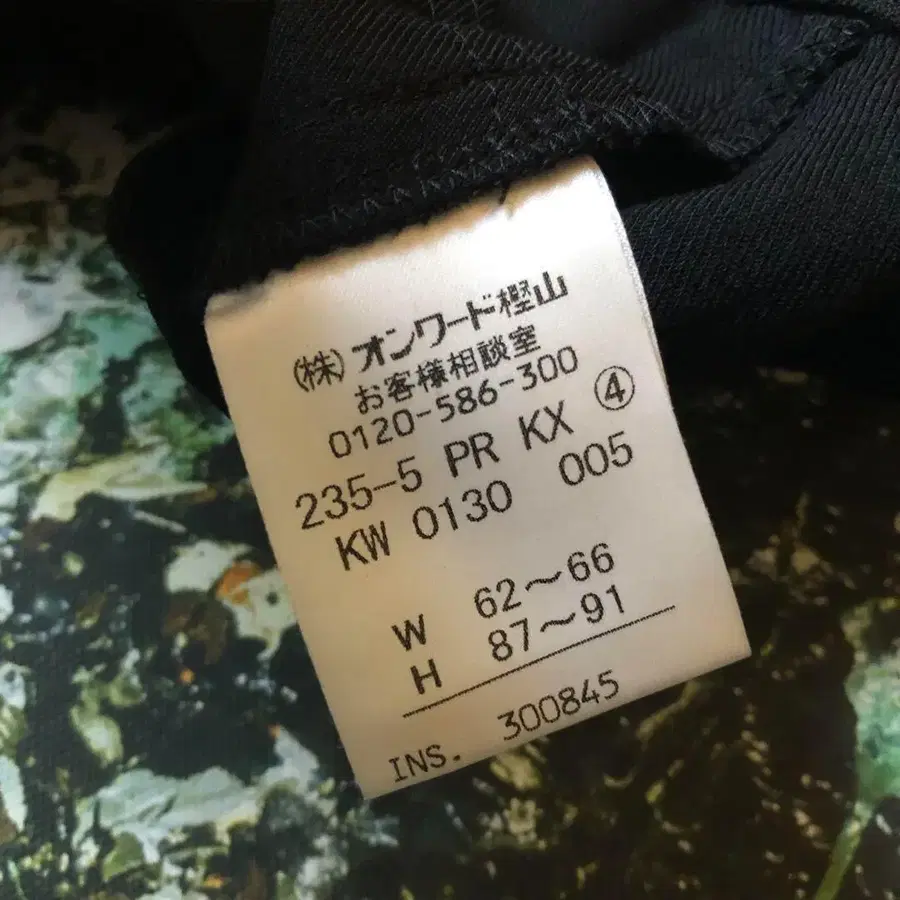 (株)オンワード樫山
お客様相談室
0120-586-300
235-5 PR KX ④
KW 0130 005
W 62~66
H 87~91
INS. 300845